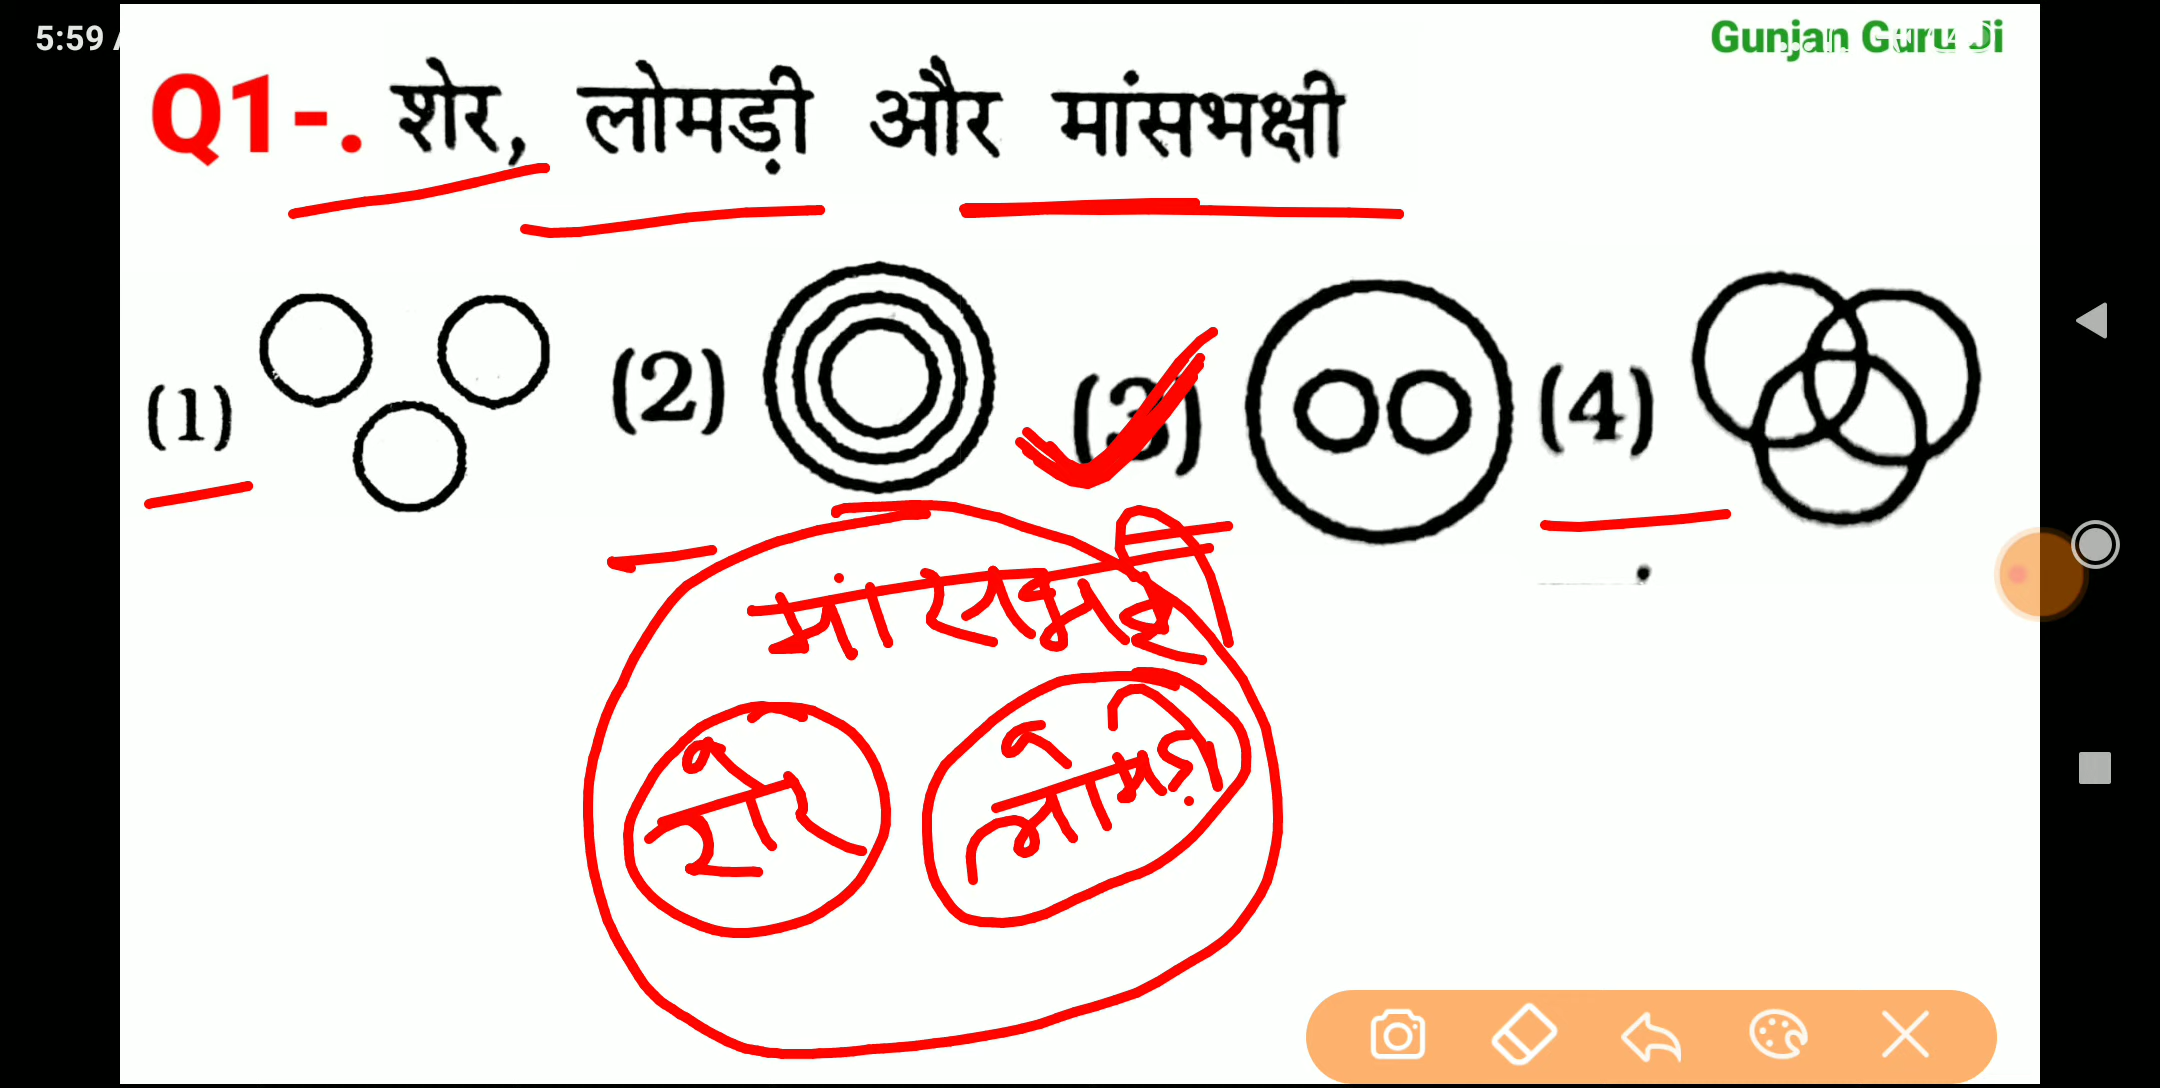 5:59
Gunjan Guru Ji
Q1-. शेर, लोमड़ी और मांसभक्षी
(1) (2) (3) (4)
मांसभक्षी
शेर लोमड़ी